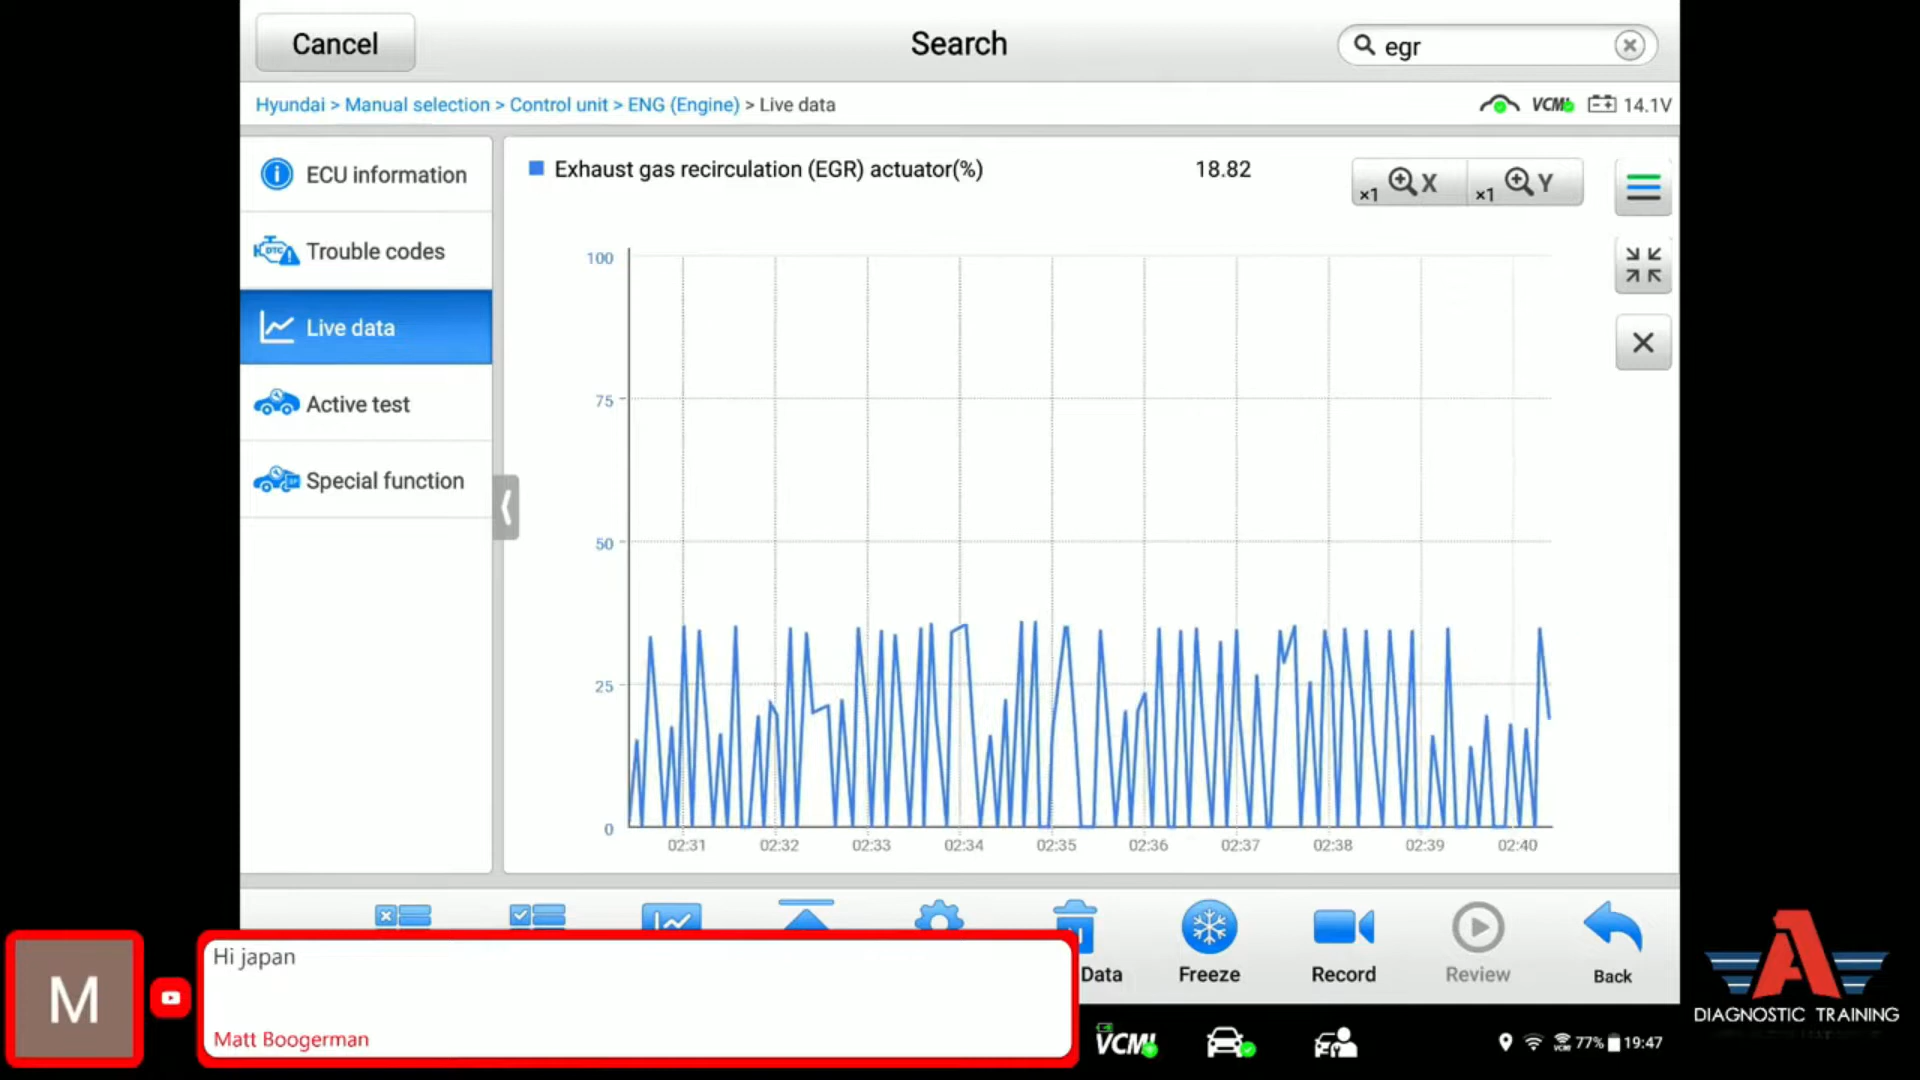 Cancel
Search
egr
Hyundai > Manual selection > Control unit > ENG (Engine) > Live data
VCMI
14.1V
ECU information
DTC
Trouble codes
Live data
Active test
Special function
Exhaust gas recirculation (EGR) actuator(%)
18.82
×1 X
×1 Y
100
75
50
25
0
02:31
02:32
02:33
02:34
02:35
02:36
02:37
02:38
02:39
02:40
Data
Freeze
Record
Review
Back
M
Hi japan
Matt Boogerman
VCMI
77%
19:47
A
DIAGNOSTIC TRAINING